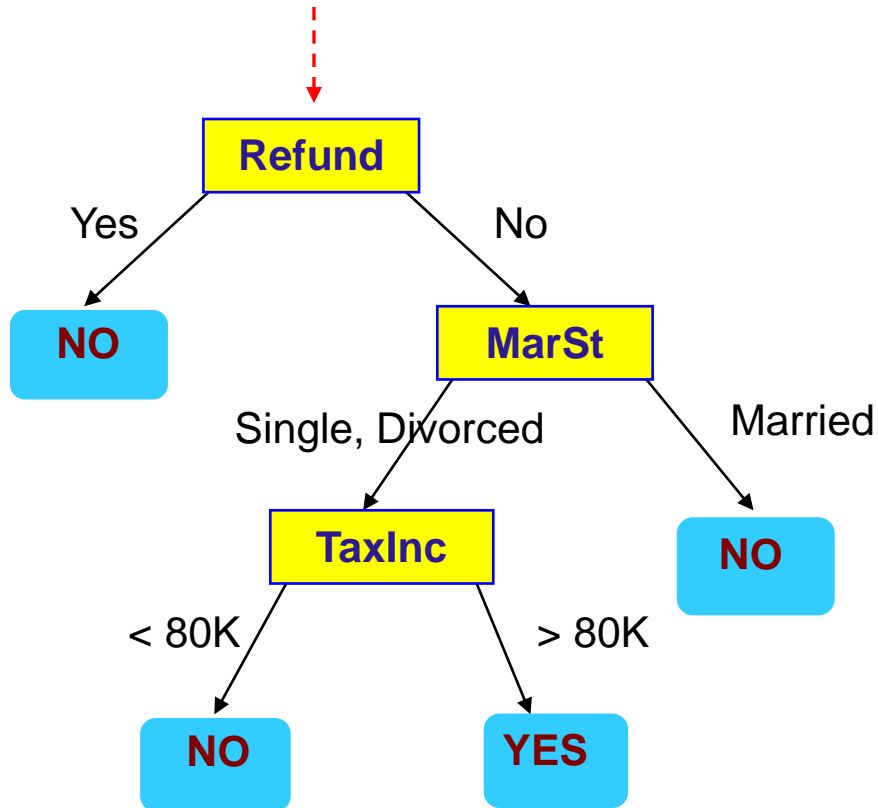 Refund
Yes
No
NO
MarSt
Single, Divorced
Married
TaxInc
NO
< 80K
> 80K
NO
YES